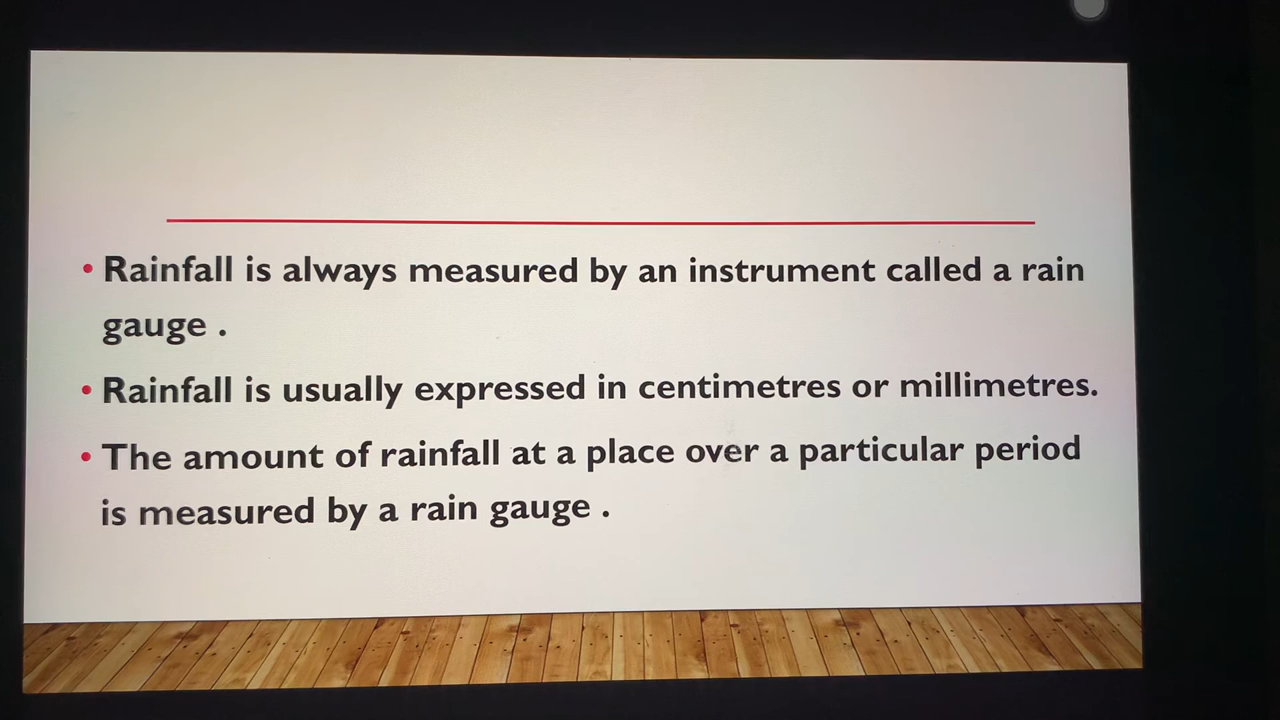 • Rainfall is always measured by an instrument called a rain
gauge .
• Rainfall is usually expressed in centimetres or millimetres.
• The amount of rainfall at a place over a particular period
is measured by a rain gauge .